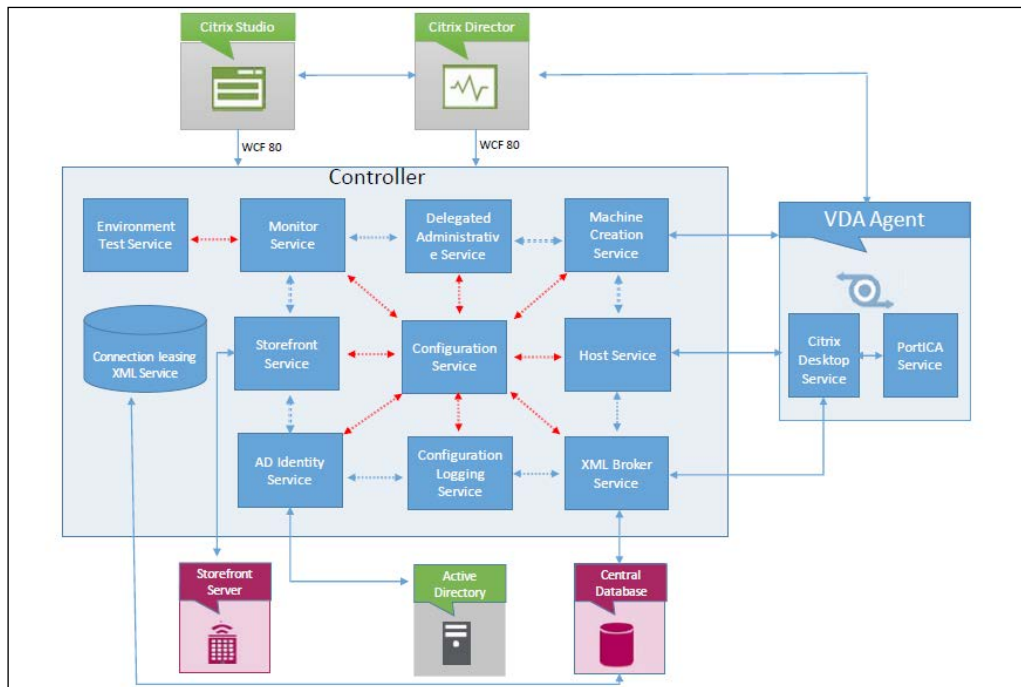 Citrix Studio
Citrix Director
WCF 80
WCF 80
Controller
Environment
Test Service
Monitor
Service
Delegated
Administrativ
e Service
Machine
Creation
Service
VDA Agent
Connection leasing
XML Service
Storefront
Service
Configuration
Service
Host Service
Citrix
Desktop
Service
PortICA
Service
AD Identity
Service
Configuration
Logging
Service
XML Broker
Service
Storefront
Server
Active
Directory
Central
Database